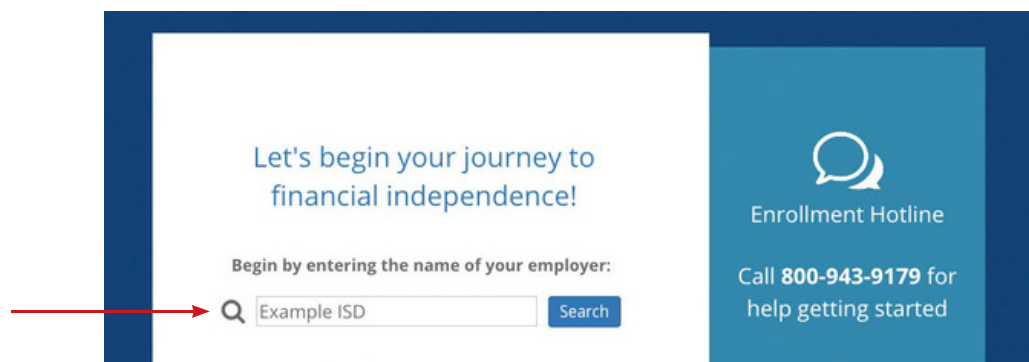 Let's begin your journey to
financial independence!
Begin by entering the name of your employer:
Example ISD
Search
Enrollment Hotline
Call 800-943-9179 for
help getting started